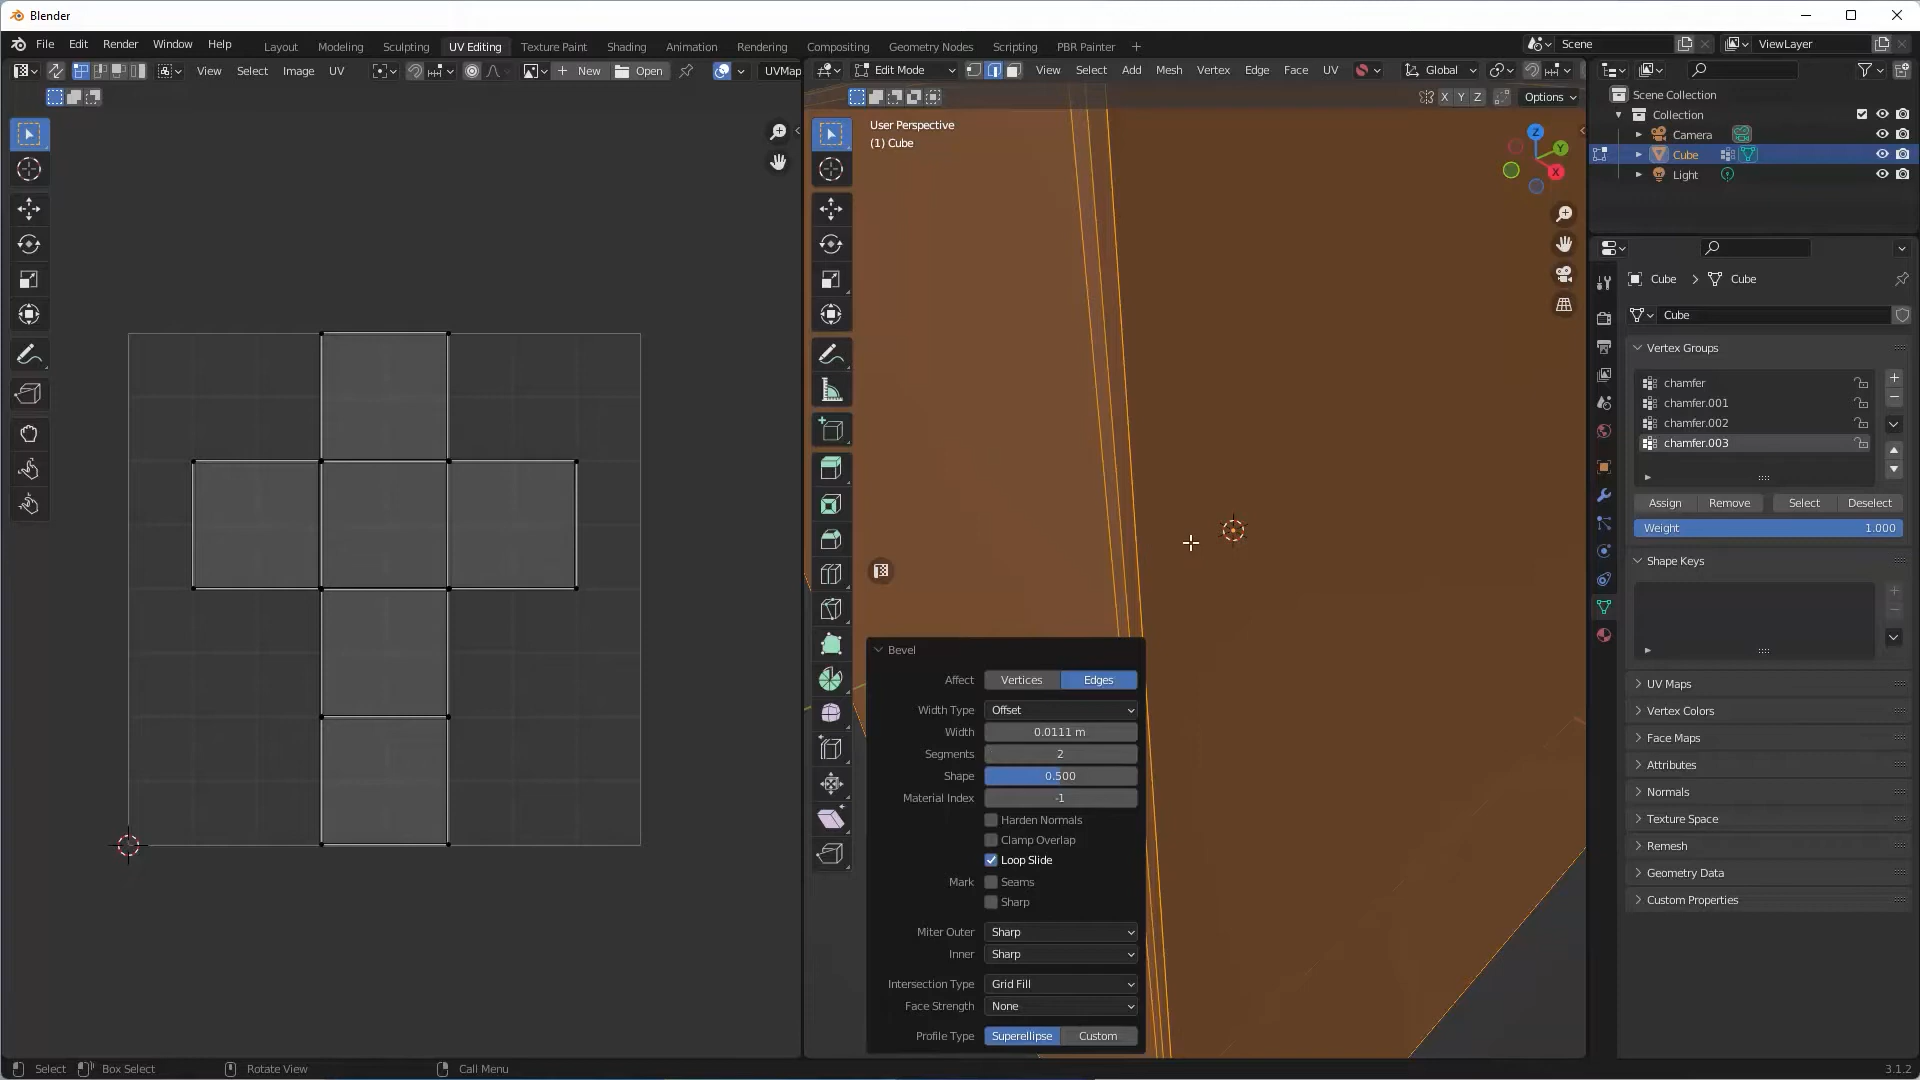 Blender
File Edit Render Window Help
Layout Modeling Sculpting UV Editing Texture Paint Shading Animation Rendering Compositing Geometry Nodes Scripting PBR Painter +
Scene
ViewLayer
View Select Image UV
New
Open
UVMap
Edit Mode
View Select Add Mesh Vertex Edge Face UV
Global
X Y Z
Options
User Perspective
(1) Cube
Z
Y
X
Scene Collection
Collection
Camera
Cube
Light
Cube > Cube
Cube
Vertex Groups
chamfer
chamfer.001
chamfer.002
chamfer.003
Assign Remove Select Deselect
Weight 1.000
Shape Keys
UV Maps
Vertex Colors
Face Maps
Attributes
Normals
Texture Space
Remesh
Geometry Data
Custom Properties
Bevel
Affect Vertices Edges
Width Type Offset
Width 0.0111 m
Segments 2
Shape 0.500
Material Index -1
Harden Normals
Clamp Overlap
Loop Slide
Mark Seams
Sharp
Miter Outer Sharp
Inner Sharp
Intersection Type Grid Fill
Face Strength None
Profile Type Superellipse Custom
Select Box Select Rotate View Call Menu
3.1.2